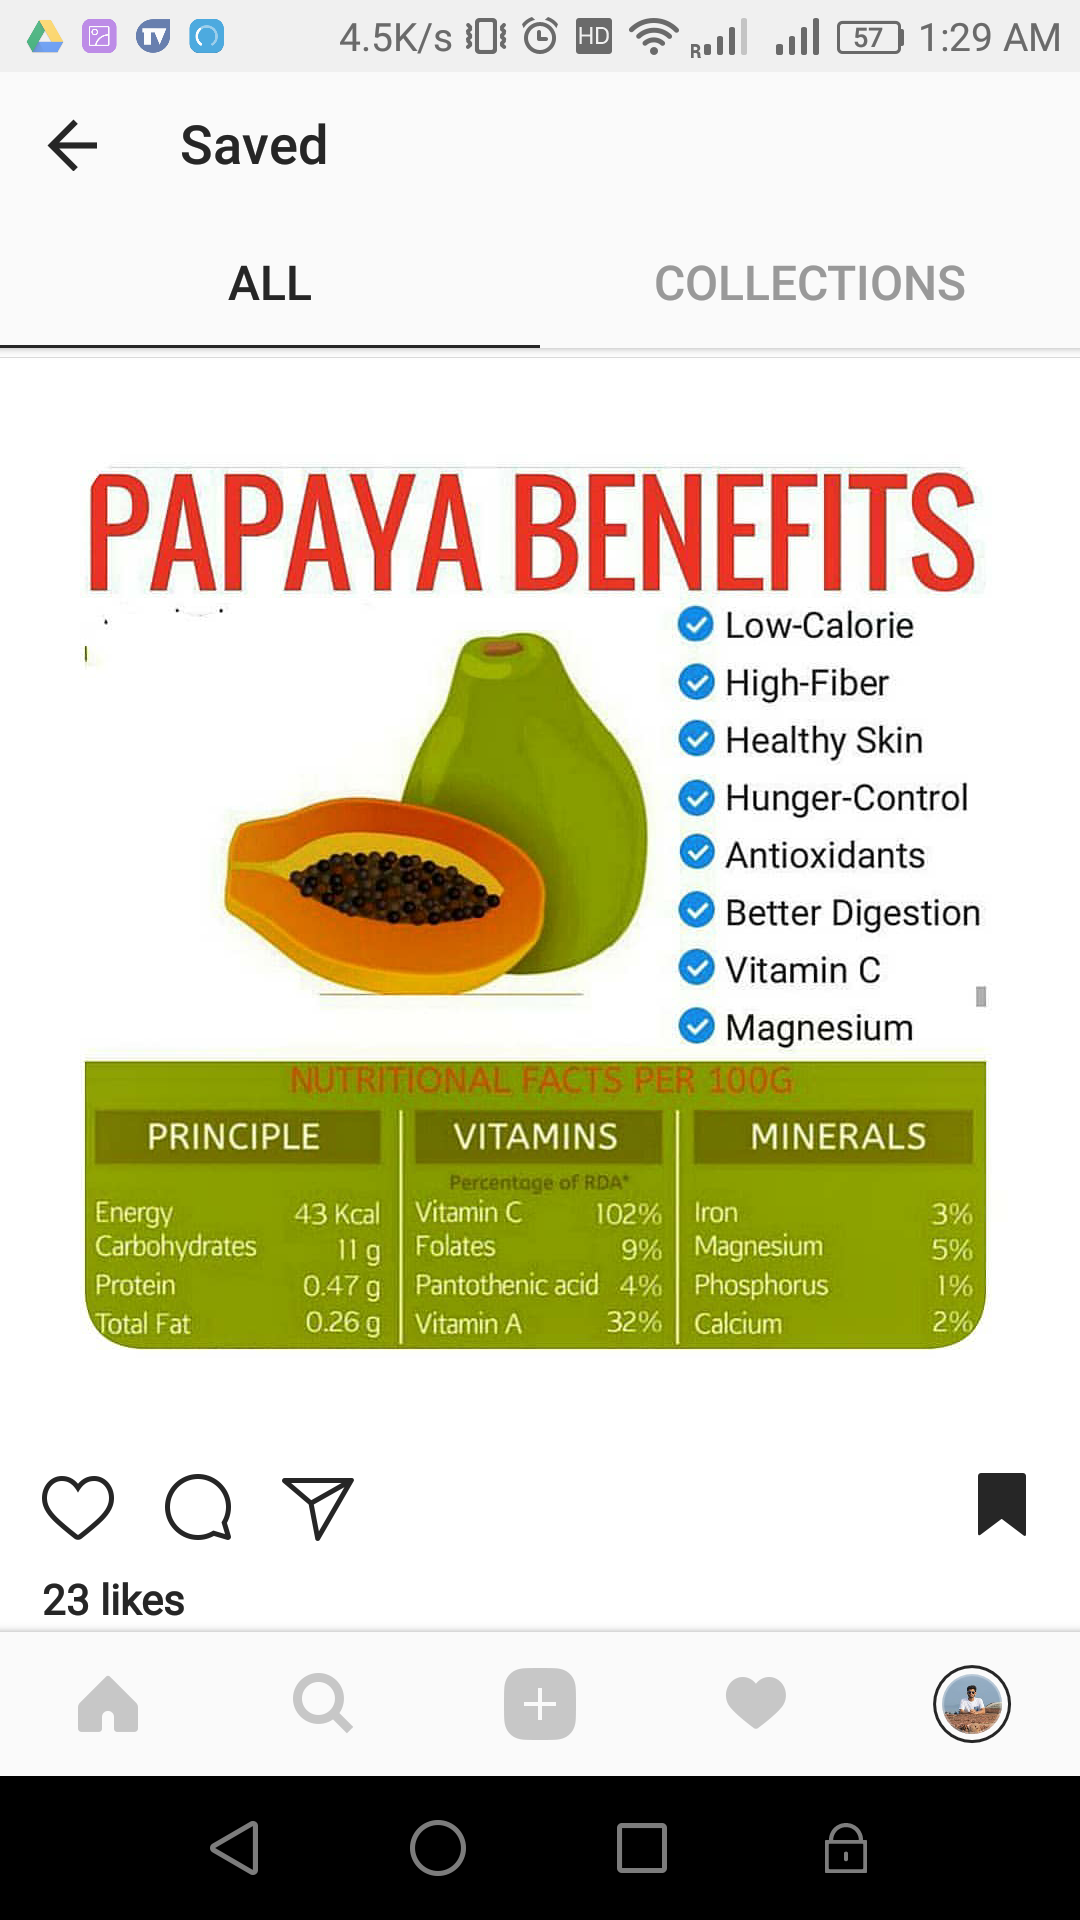 4.5K/s HD R 57 1:29 AM
Saved
ALL COLLECTIONS
PAPAYA BENEFITS
Low-Calorie
High-Fiber
Healthy Skin
Hunger-Control
Antioxidants
Better Digestion
Vitamin C
Magnesium
NUTRITIONAL FACTS PER 100G
PRINCIPLE VITAMINS MINERALS
Percentage of RDA*
Energy 43 Kcal Vitamin C 102% Iron 3%
Carbohydrates 11 g Folates 9% Magnesium 5%
Protein 0.47 g Pantothenic acid 4% Phosphorus 1%
Total Fat 0.26 g Vitamin A 32% Calcium 2%
23 likes